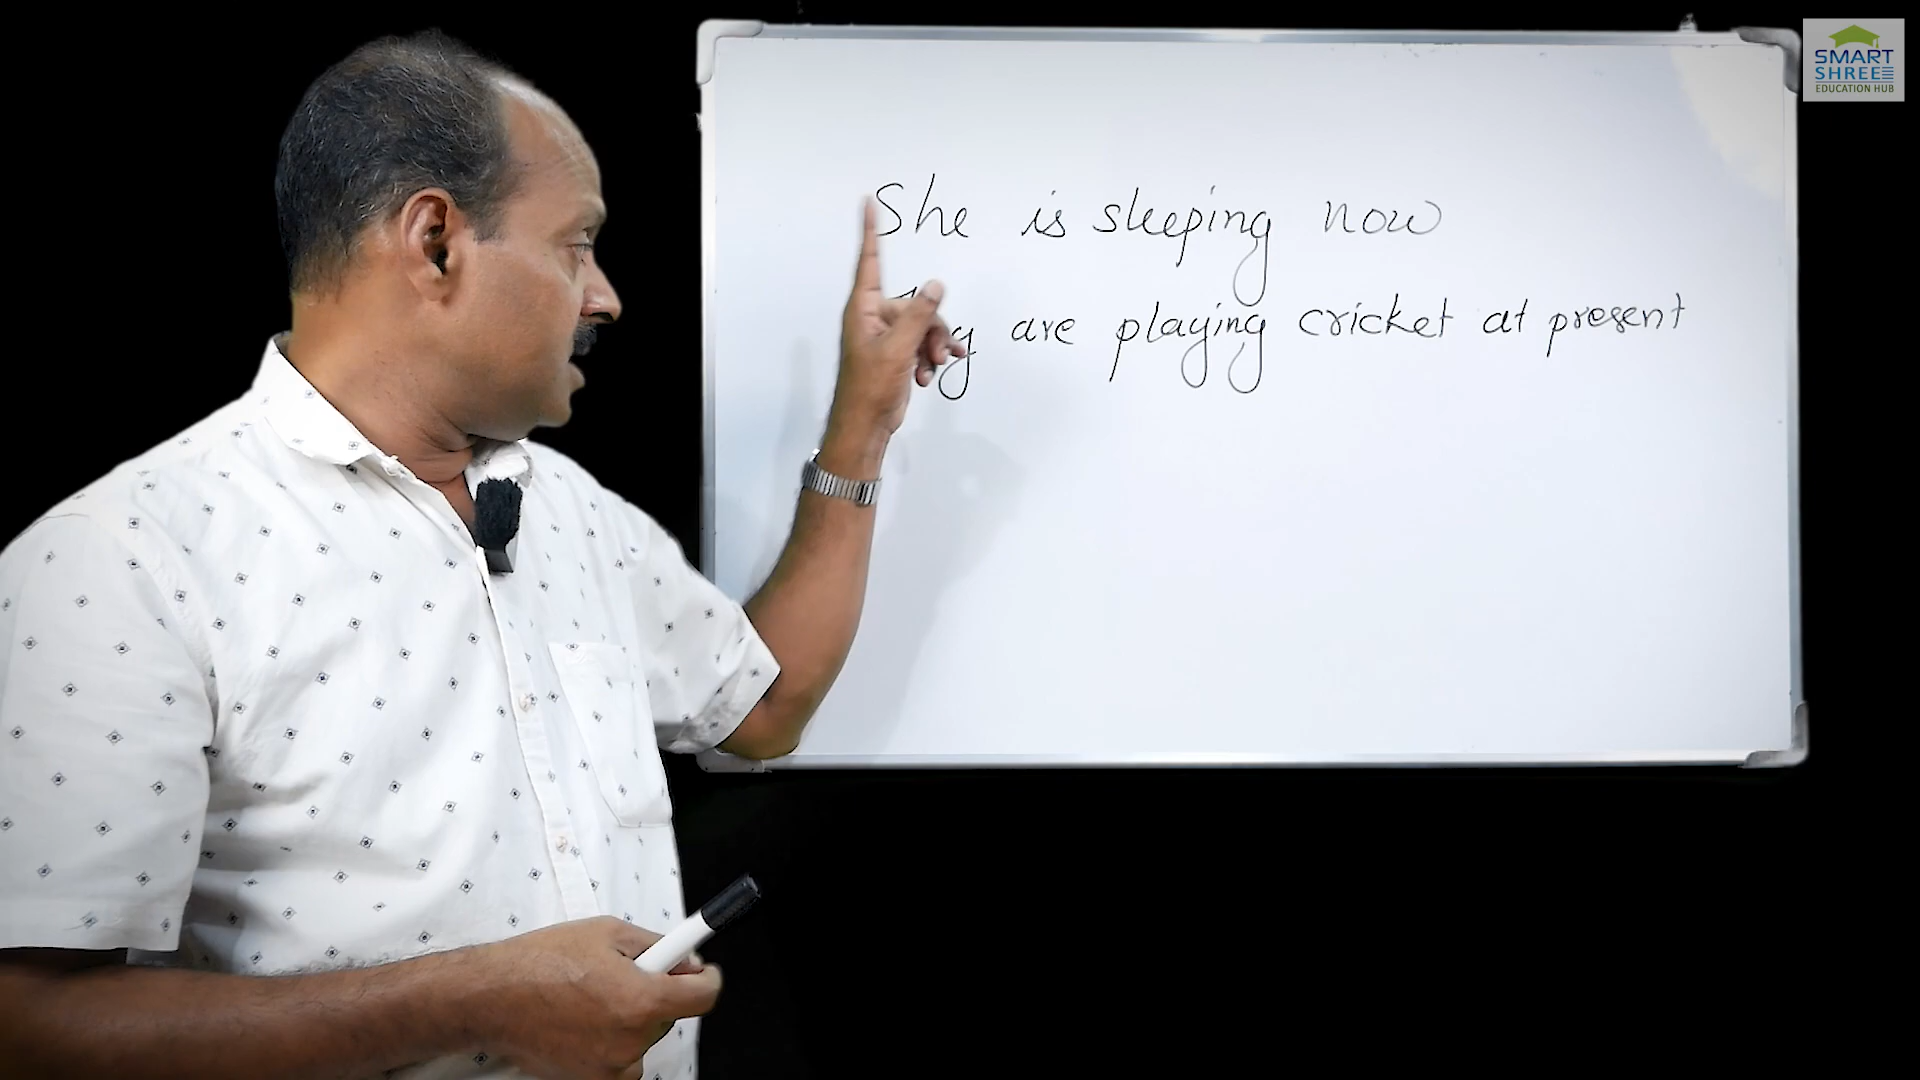 She is sleeping now
are playing cricket at present
SMART
SHREE
EDUCATION HUB